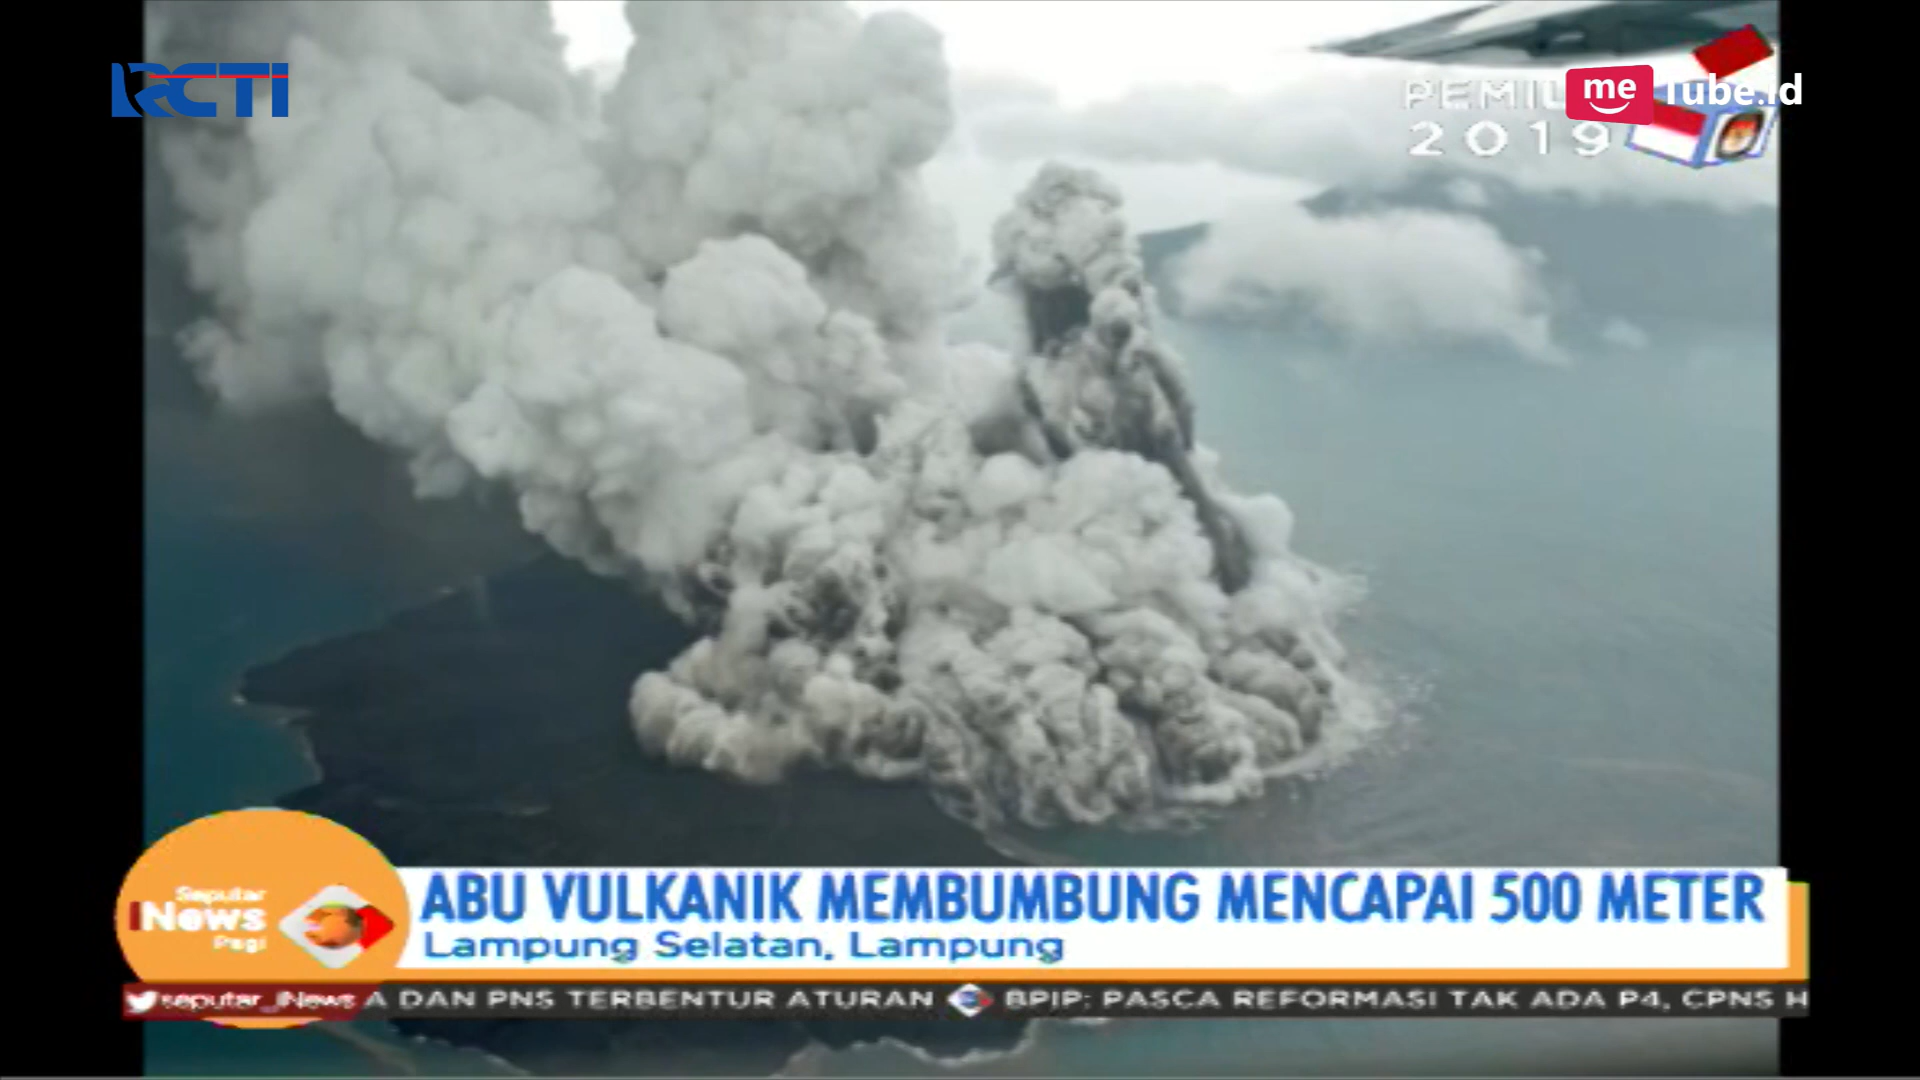 RCTI
PEMIL
me Tube.id
2019
ABU VULKANIK MEMBUMBUNG MENCAPAI 500 METER
Lampung Selatan, Lampung
Seputar
iNews
Pagi
seputar_iNews A DAN PNS TERBENTUR ATURAN BPIP: PASCA REFORMASI TAK ADA P4, CPNS H